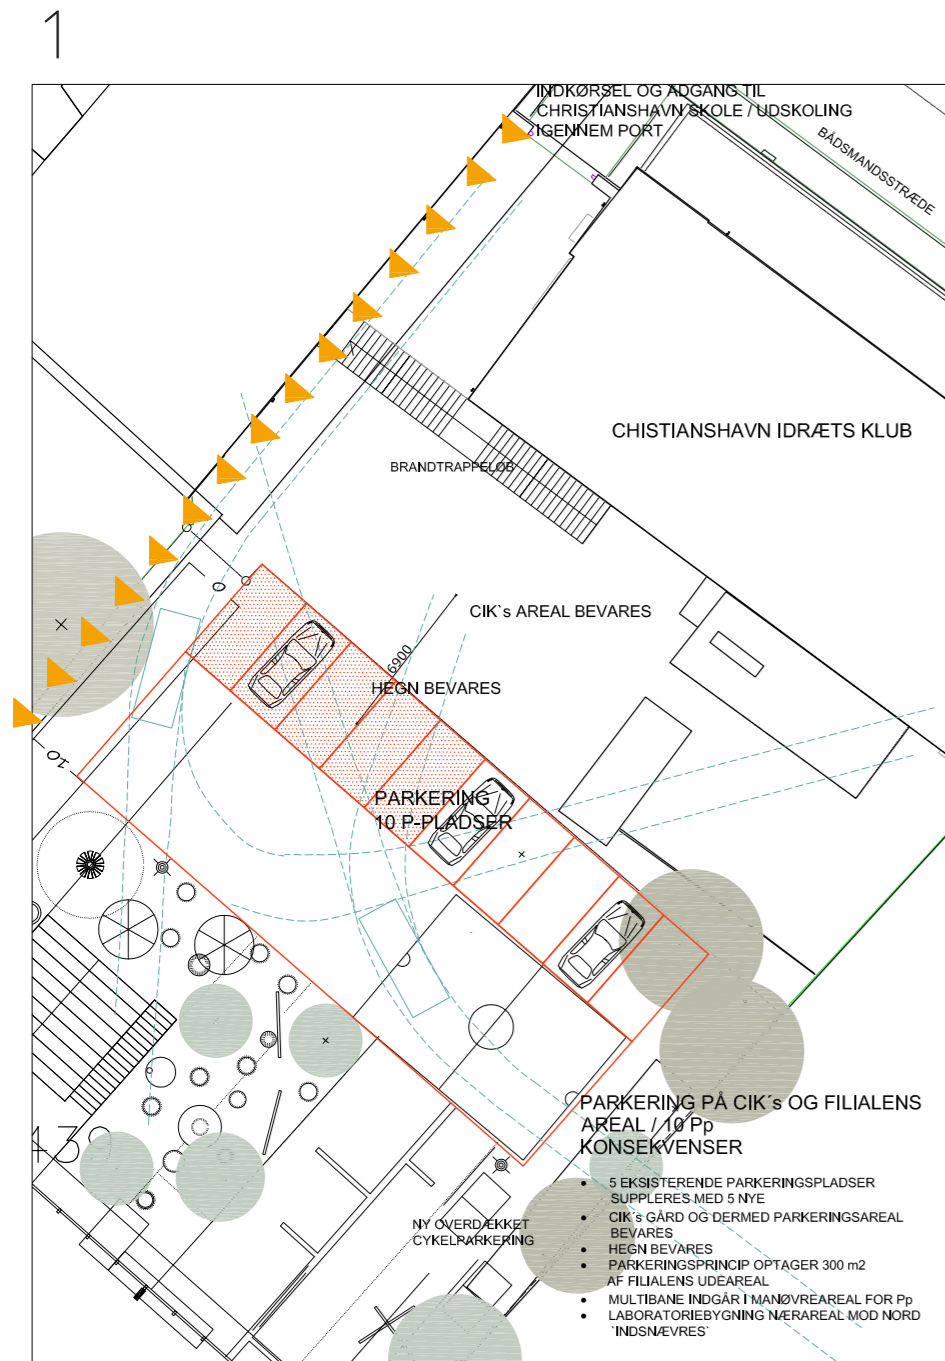 1
INDKØRSEL OG ADGANG TIL
CHRISTIANSHAVN SKOLE / UDSKOLING
IGENNEM PORT
BÅDSMANDSSTRÆDE
CHISTIANSHAVN IDRÆTS KLUB
BRANDTRAPPELØB
CIK`s AREAL BEVARES
6900
HEGN BEVARES
0
10
PARKERING
10 P-PLADSER
PARKERING PÅ CIK´s OG FILIALENS
AREAL / 10 Pp
KONSEKVENSER
• 5 EKSISTERENDE PARKERINGSPLADSER
SUPPLERES MED 5 NYE
• CIK´s GÅRD OG DERMED PARKERINGSAREAL
BEVARES
• HEGN BEVARES
• PARKERINGSPRINCIP OPTAGER 300 m2
AF FILIALENS UDEAREAL
• MULTIBANE INDGÅR I MANØVREAREAL FOR Pp
• LABORATORIEBYGNING NÆRAREAL MOD NORD
`INDSNÆVRES`
NY OVERDÆKKET
CYKELPARKERING